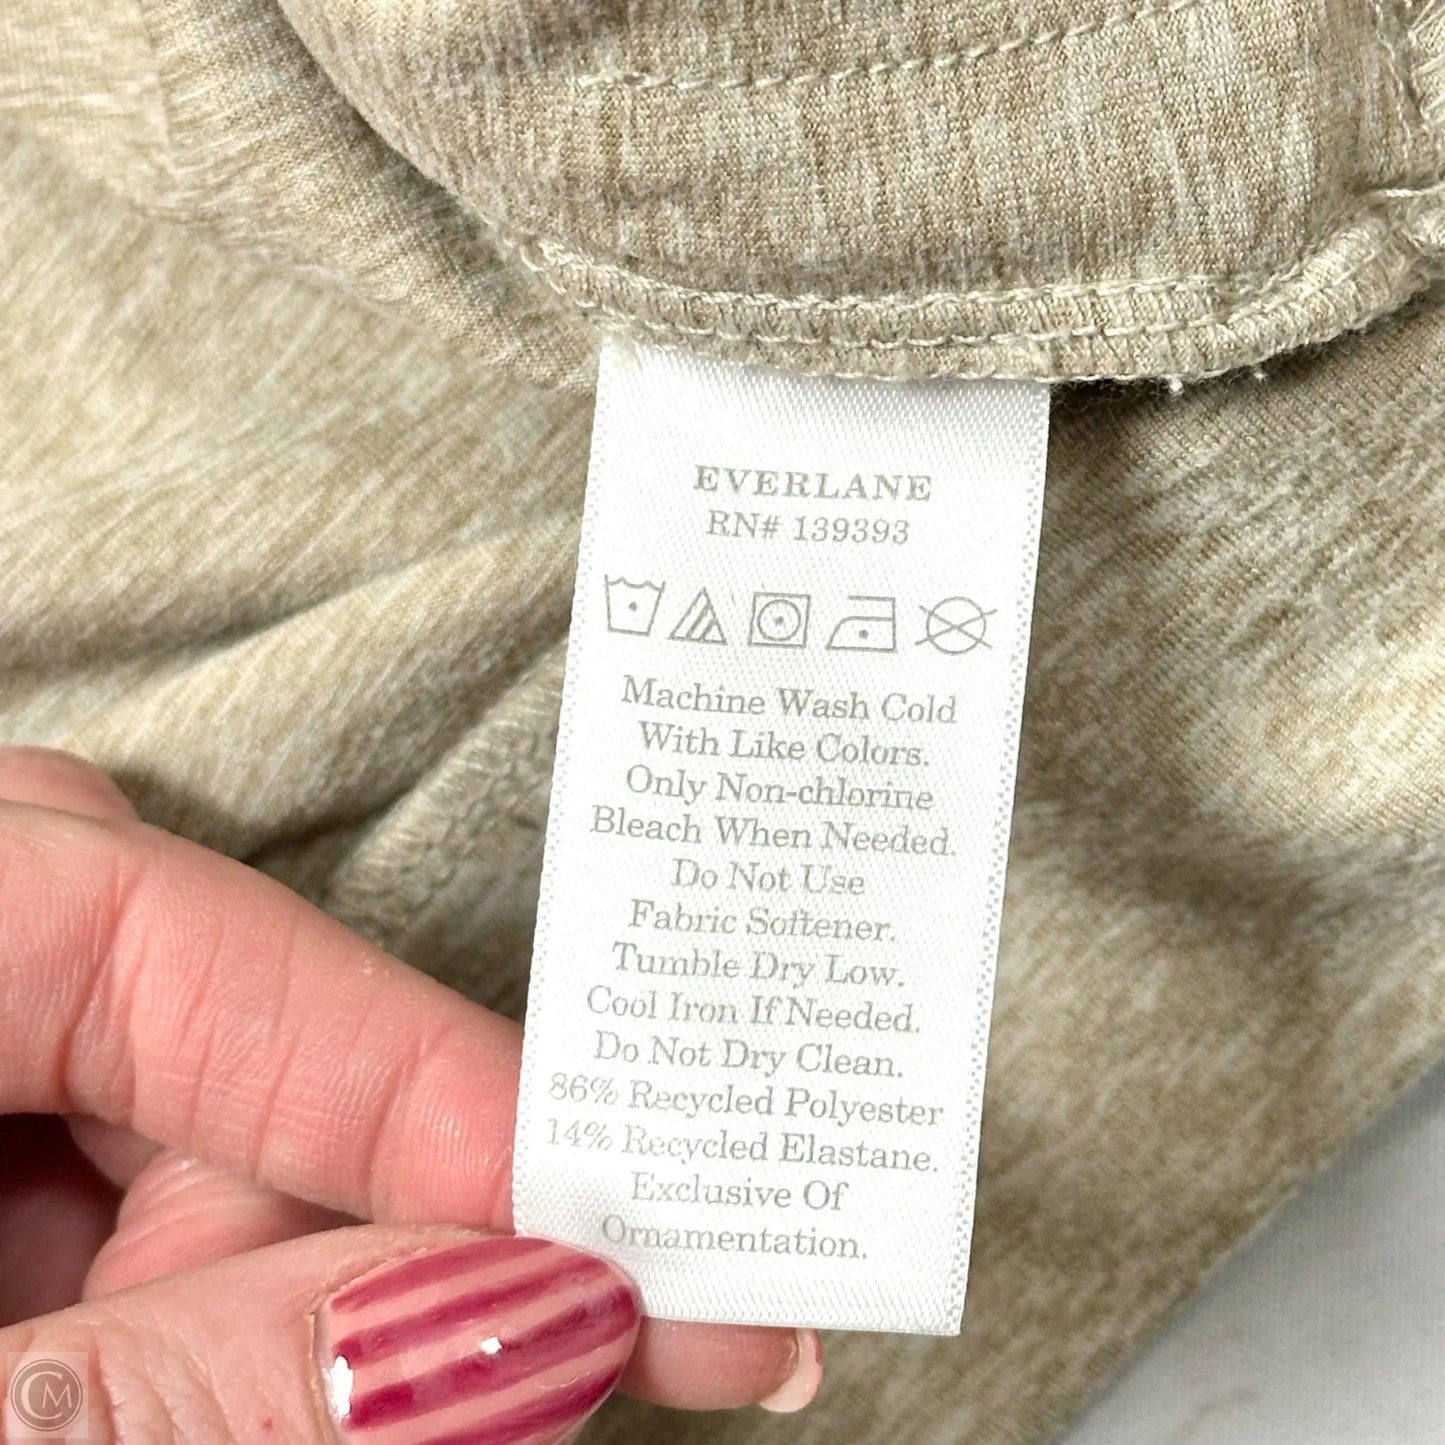 EVERLANE
RN# 139393
Machine Wash Cold
With Like Colors.
Only Non-chlorine
Bleach When Needed.
Do Not Use
Fabric Softener.
Tumble Dry Low.
Cool Iron If Needed.
Do Not Dry Clean.
86% Recycled Polyester
14% Recycled Elastane.
Exclusive Of
Ornamentation.
CM